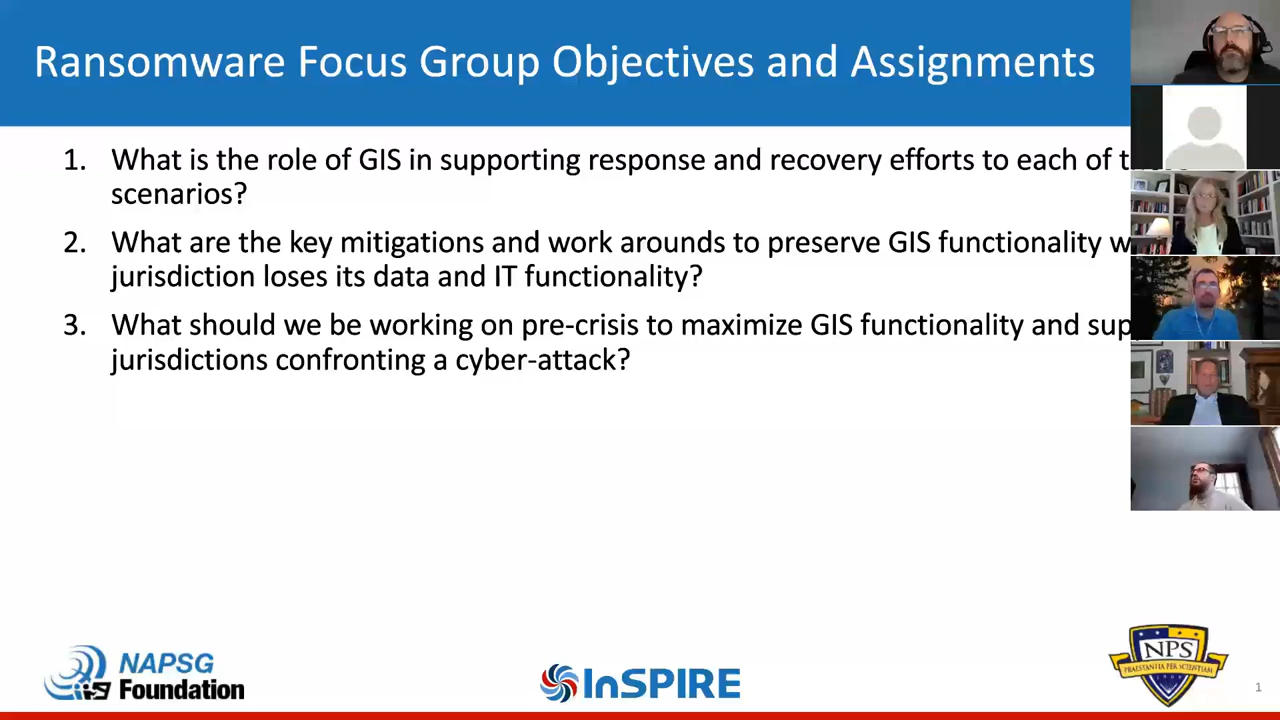 Ransomware Focus Group Objectives and Assignments
1. What is the role of GIS in supporting response and recovery efforts to each of
scenarios?
2. What are the key mitigations and work arounds to preserve GIS functionality
jurisdiction loses its data and IT functionality?
3. What should we be working on pre-crisis to maximize GIS functionality and
jurisdictions confronting a cyber-attack?
NAPSG
Foundation
InSPIRE
NPS
PRAESTANTIA PER SCIENTIAM
1